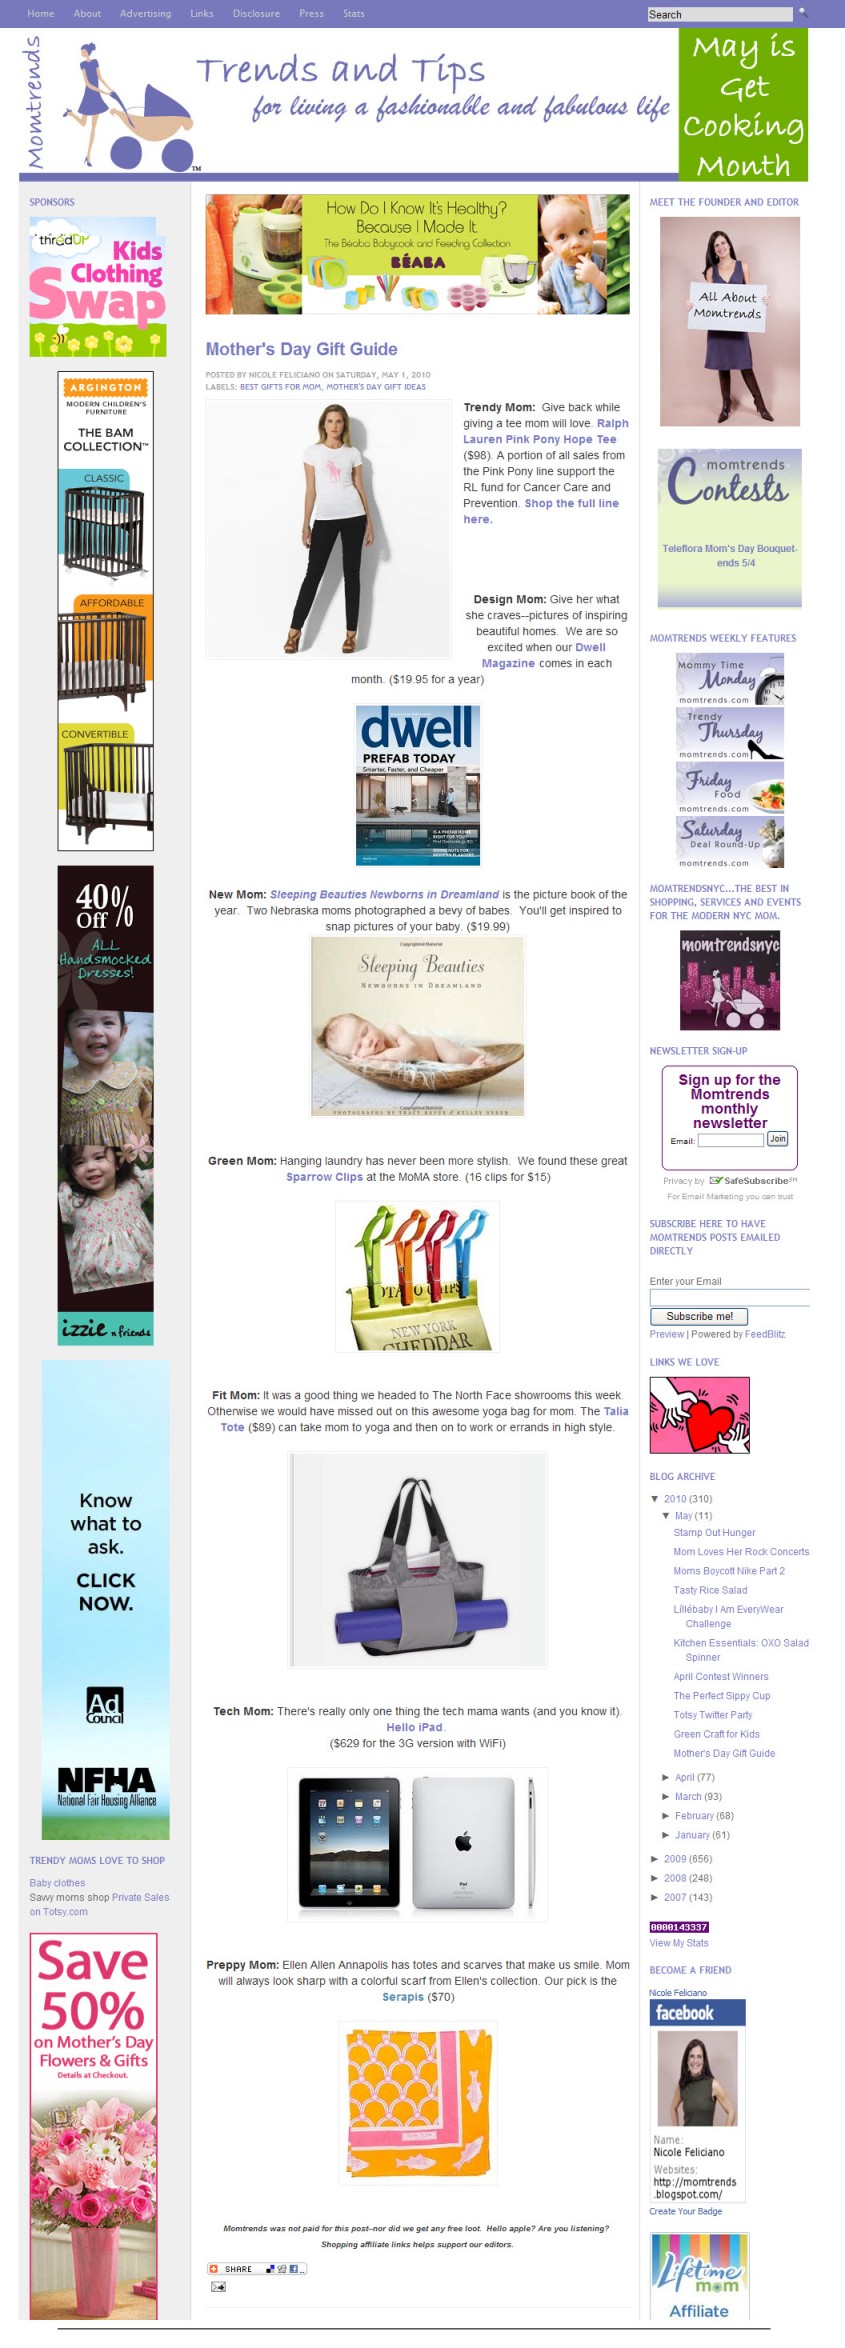 Home About Advertising Links Disclosure Press Stats
Search
Momtrends
Trends and Tips
for living a fashionable and fabulous life
TM
May is
Get
Cooking
Month
SPONSORS
thredUP
Kids
Clothing
Swap
ARGINGTON
MODERN CHILDREN'S
FURNITURE
THE BAM
COLLECTION™
CLASSIC
AFFORDABLE
CONVERTIBLE
40%
Off
ALL
Handsmocked
Dresses!
izzie n friends
Know
what to
ask.
CLICK
NOW.
Ad
Council
NFHA
National Fair Housing Alliance
TRENDY MOMS LOVE TO SHOP
Baby clothes
Savvy moms shop Private Sales
on Totsy.com
Save
50%
on Mother's Day
Flowers & Gifts
Details at Checkout.
How Do I Know It's Healthy?
Because I Made It.
The Béaba Babycook and Feeding Collection
BÉABA
Mother's Day Gift Guide
POSTED BY NICOLE FELICIANO ON SATURDAY, MAY 1, 2010
LABELS: BEST GIFTS FOR MOM, MOTHER'S DAY GIFT IDEAS
Trendy Mom: Give back while
giving a tee mom will love. Ralph
Lauren Pink Pony Hope Tee
($98). A portion of all sales from
the Pink Pony line support the
RL fund for Cancer Care and
Prevention. Shop the full line
here.
Design Mom: Give her what
she craves--pictures of inspiring
beautiful homes. We are so
excited when our Dwell
Magazine comes in each
month. ($19.95 for a year)
dwell
PREFAB TODAY
Smarter, Faster, and Cheaper
New Mom: Sleeping Beauties Newborns in Dreamland is the picture book of the
year. Two Nebraska moms photographed a bevy of babes. You'll get inspired to
snap pictures of your baby. ($19.99)
Copyrighted Material
Sleeping Beauties
NEWBORNS IN DREAMLAND
Copyrighted Material
PHOTOGRAPHS BY TRACY RAVER & KELLEY RYDEN
Green Mom: Hanging laundry has never been more stylish. We found these great
Sparrow Clips at the MoMA store. (16 clips for $15)
NEW YORK
CHEDDAR
Fit Mom: It was a good thing we headed to The North Face showrooms this week.
Otherwise we would have missed out on this awesome yoga bag for mom. The Talia
Tote ($89) can take mom to yoga and then on to work or errands in high style.
Tech Mom: There's really only one thing the tech mama wants (and you know it).
Hello iPad.
($629 for the 3G version with WiFi)
iPad
Preppy Mom: Ellen Allen Annapolis has totes and scarves that make us smile. Mom
will always look sharp with a colorful scarf from Ellen's collection. Our pick is the
Serapis ($70)
Momtrends was not paid for this post--nor did we get any free loot. Hello apple? Are you listening?
Shopping affiliate links helps support our editors.
SHARE
MEET THE FOUNDER AND EDITOR
All About
Momtrends
momtrends
Contests
Teleflora Mom's Day Bouquet-
ends 5/4
MOMTRENDS WEEKLY FEATURES
Mommy Time
Monday
momtrends.com
Trendy
Thursday
momtrends.com
Friday
Food
momtrends.com
Saturday
Deal Round-Up
momtrends.com
MOMTRENDSNYC...THE BEST IN
SHOPPING, SERVICES AND EVENTS
FOR THE MODERN NYC MOM.
momtrendsnyc
NEWSLETTER SIGN-UP
Sign up for the
Momtrends
monthly
newsletter
Email: Join
Privacy by SafeSubscribeSM
For Email Marketing you can trust
SUBSCRIBE HERE TO HAVE
MOMTRENDS POSTS EMAILED
DIRECTLY
Enter your Email
Subscribe me!
Preview | Powered by FeedBlitz
LINKS WE LOVE
BLOG ARCHIVE
▼ 2010 (310)
▼ May (11)
Stamp Out Hunger
Mom Loves Her Rock Concerts
Moms Boycott Nike Part 2
Tasty Rice Salad
Lillébaby I Am EveryWear
Challenge
Kitchen Essentials: OXO Salad
Spinner
April Contest Winners
The Perfect Sippy Cup
Totsy Twitter Party
Green Craft for Kids
Mother's Day Gift Guide
► April (77)
► March (93)
► February (68)
► January (61)
► 2009 (656)
► 2008 (248)
► 2007 (143)
0000143337
View My Stats
BECOME A FRIEND
Nicole Feliciano
facebook
Name:
Nicole Feliciano
Websites:
http://momtrends
.blogspot.com/
Create Your Badge
Lifetime
mom
Affiliate